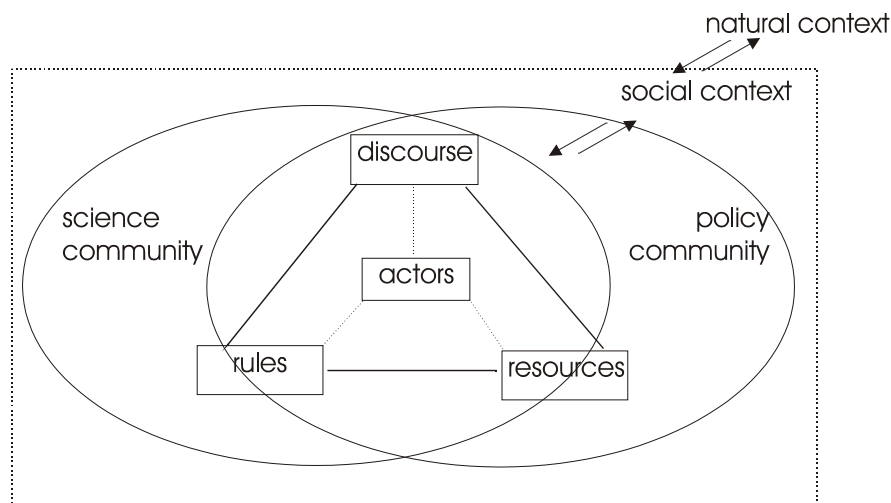 natural context
social context
discourse
science
community
policy
community
actors
rules
resources